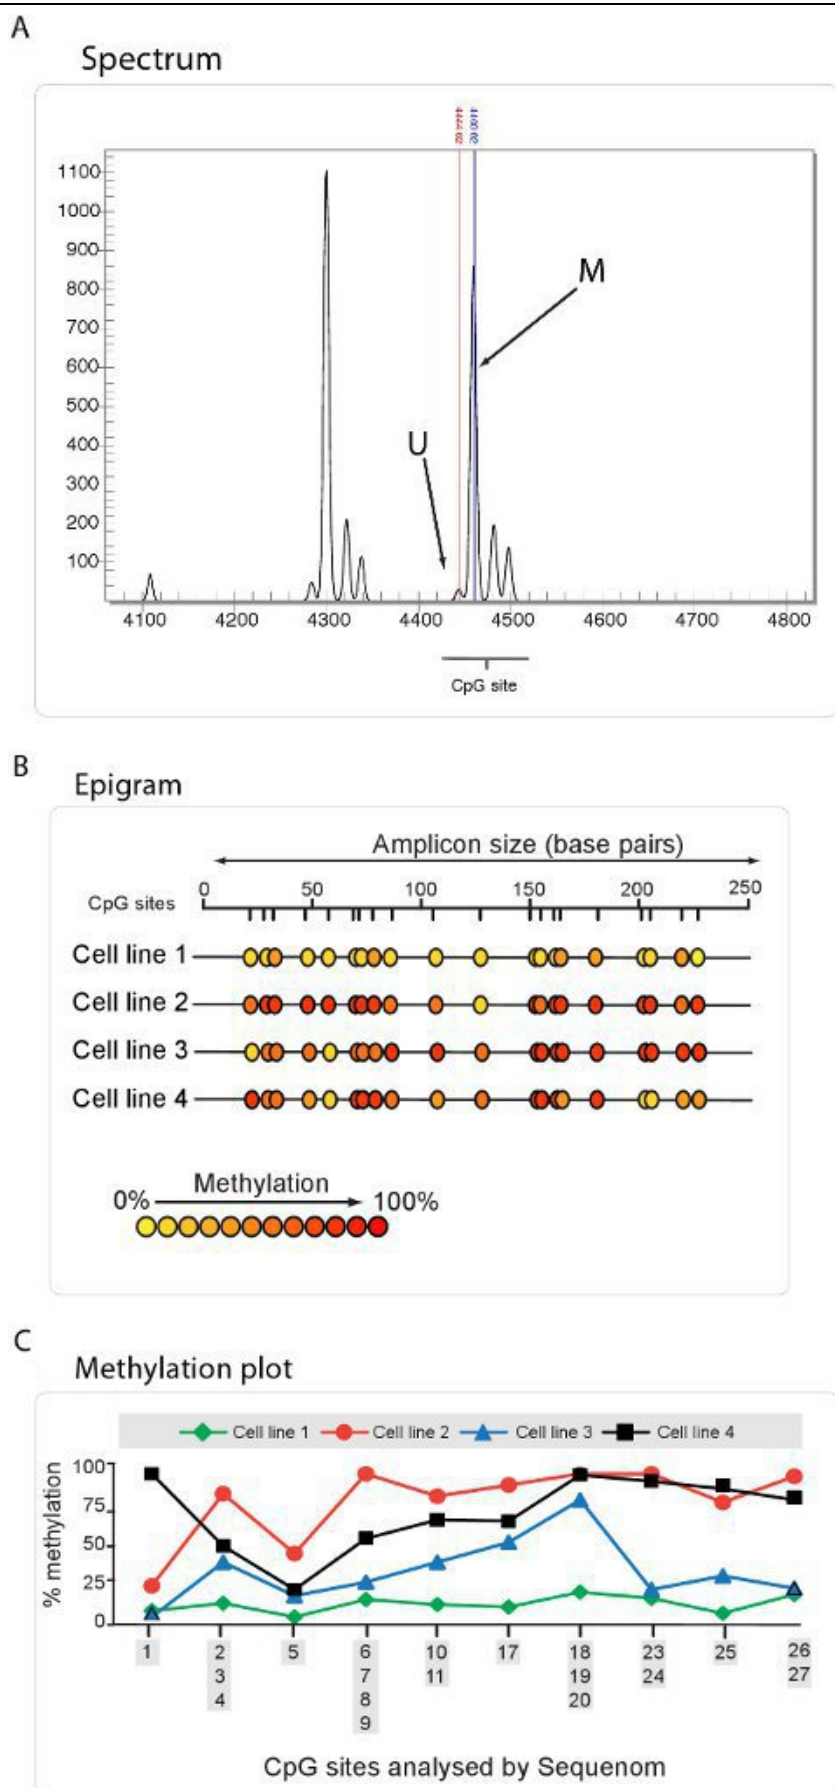 A
Spectrum
4444.62 4460.62
1100
1000
900
800
700
600
500
400
300
200
100
M
U
4100 4200 4300 4400 4500 4600 4700 4800
CpG site
B
Epigram
Amplicon size (base pairs)
0 50 100 150 200 250
CpG sites
Cell line 1
Cell line 2
Cell line 3
Cell line 4
Methylation
0% 100%
C
Methylation plot
Cell line 1 Cell line 2 Cell line 3 Cell line 4
% methylation
100
75
50
25
0
1 2 5 6 10 17 18 23 25 26
3 7 11 19 24 27
4 8 20
9
CpG sites analysed by Sequenom